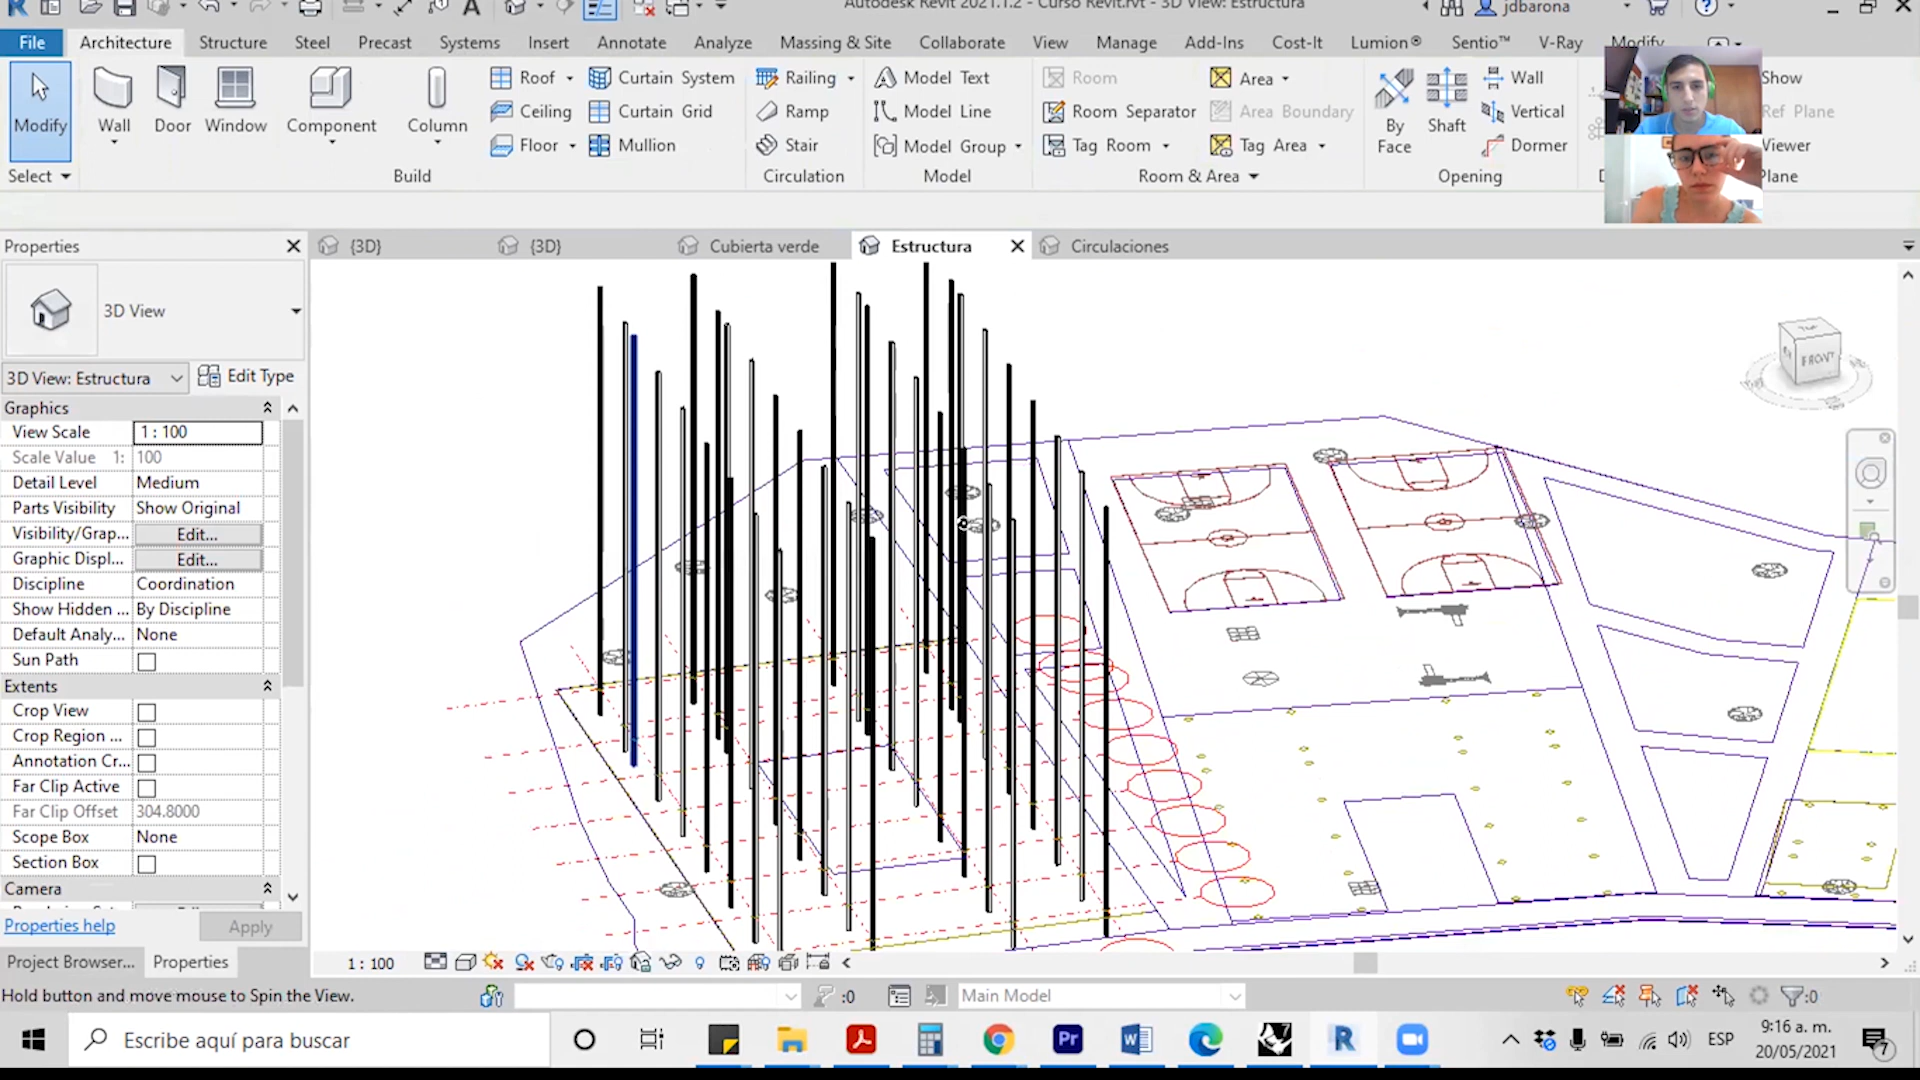 Autodesk Revit 2021.1.2 - Curso Revit.rvt - 3D View: Estructura
jdbarona
File Architecture Structure Steel Precast Systems Insert Annotate Analyze Massing & Site Collaborate View Manage Add-Ins Cost-It Lumion® Sentio™ V-Ray Modify
Modify
Wall
Door
Window
Component
Column
Roof
Ceiling
Floor
Curtain System
Curtain Grid
Mullion
Railing
Ramp
Stair
Model Text
Model Line
Model Group
Room
Room Separator
Tag Room
Area
Area Boundary
Tag Area
By Face
Shaft
Wall
Vertical
Dormer
Show
Ref Plane
Viewer
Select
Build
Circulation
Model
Room & Area
Opening
Plane
Properties
{3D}
{3D}
Cubierta verde
Estructura
Circulaciones
3D View
3D View: Estructura
Edit Type
Graphics
View Scale 1 : 100
Scale Value 1: 100
Detail Level Medium
Parts Visibility Show Original
Visibility/Grap... Edit...
Graphic Displ... Edit...
Discipline Coordination
Show Hidden ... By Discipline
Default Analy... None
Sun Path
Extents
Crop View
Crop Region ...
Annotation Cr...
Far Clip Active
Far Clip Offset 304.8000
Scope Box None
Section Box
Camera
Properties help
Apply
Project Browser...
Properties
FRONT
1 : 100
Hold button and move mouse to Spin the View.
:0
Main Model
:0
Escribe aquí para buscar
Pr
ESP
9:16 a. m.
20/05/2021
7